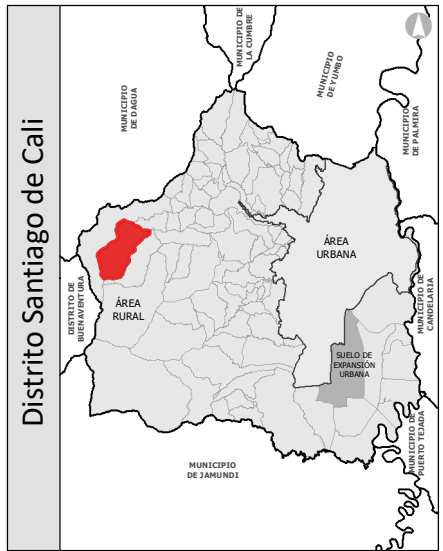 Distrito Santiago de Cali
MUNICIPIO DE
LA CUMBRE
MUNICIPIO
DE YUMBO
MUNICIPIO
DE DAGUA
MUNICIPIO
DE PALMIRA
ÁREA
URBANA
ÁREA
RURAL
DISTRITO DE
BUENAVENTURA
MUNICIPIO DE
CANDELARIA
SUELO DE
EXPANSIÓN
URBANA
MUNICIPIO DE
PUERTO TEJADA
MUNICIPIO
DE JAMUNDI